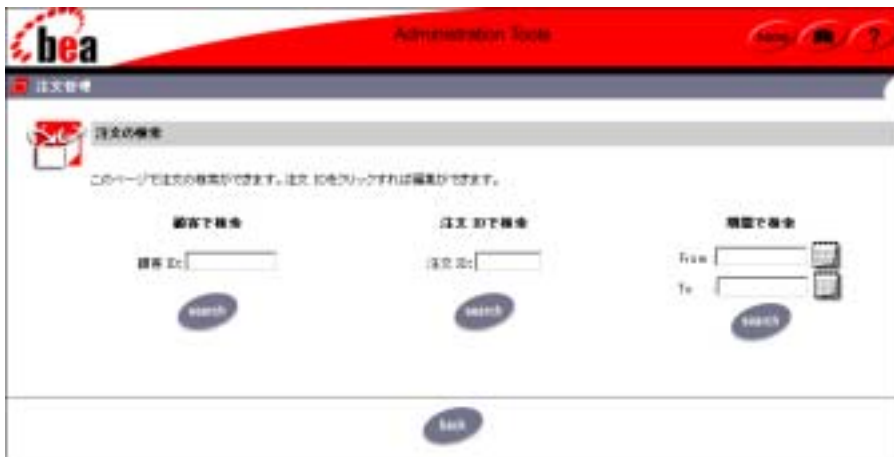 bea
Administration Tools
?
注文管理
注文の検索
このページで注文の検索ができます。注文 IDをクリックすれば編集ができます。
顧客で検索
注文 IDで検索
期間で検索
顧客 ID:
注文 ID:
From
To
search
search
search
back